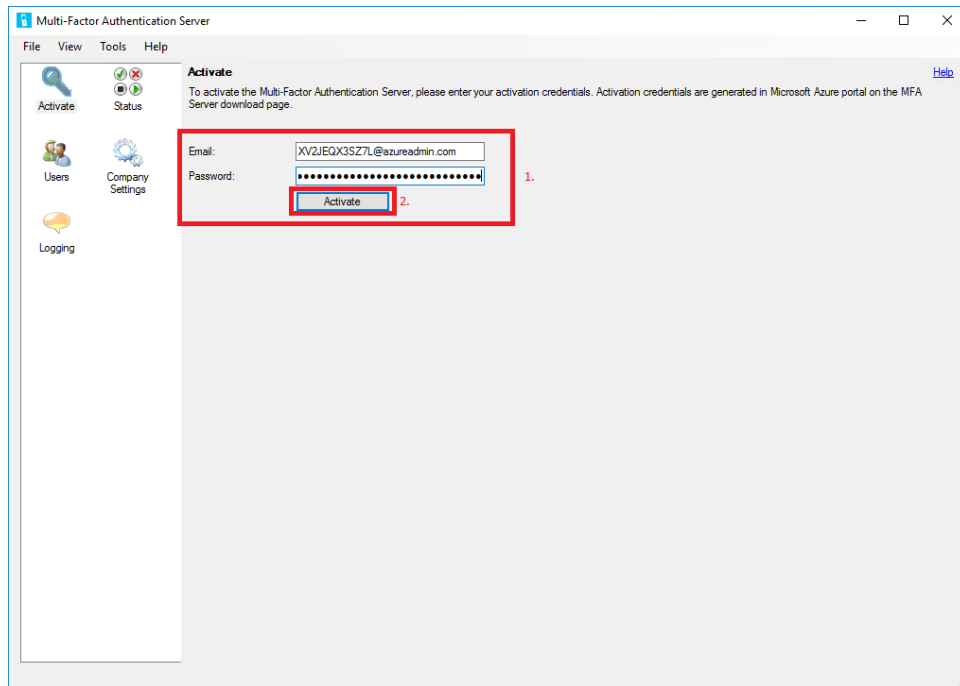 Multi-Factor Authentication Server
File View Tools Help
Activate
Status
Users
Company
Settings
Logging
Activate
Help
To activate the Multi-Factor Authentication Server, please enter your activation credentials. Activation credentials are generated in Microsoft Azure portal on the MFA
Server download page.
Email: XV2JEQX3SZ7L@azureadmin.com
Password: 1.
Activate 2.